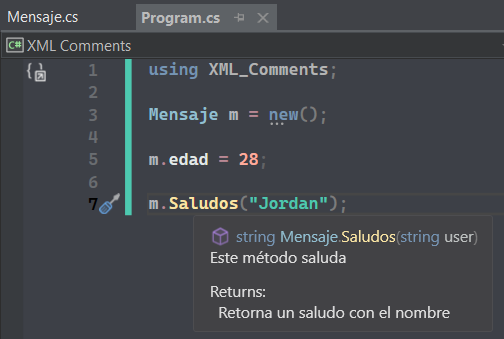 Mensaje.cs
Program.cs
C# XML Comments
1 using XML_Comments;
2
3 Mensaje m = new();
4
5 m.edad = 28;
6
7 m.Saludos("Jordan");
string Mensaje.Saludos(string user)
Este método saluda
Returns:
Retorna un saludo con el nombre